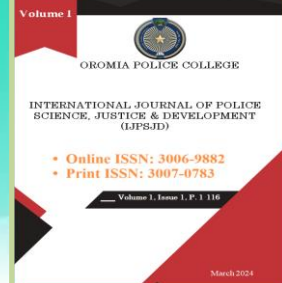 Volume 1
OROMIA POLICE COLLEGE
INTERNATIONAL JOURNAL OF POLICE
SCIENCE, JUSTICE & DEVELOPMENT
(IJPSJD)
• Online ISSN: 3006-9882
• Print ISSN: 3007-0783
Volume 1, Issue 1, P. 1-116
March 2024